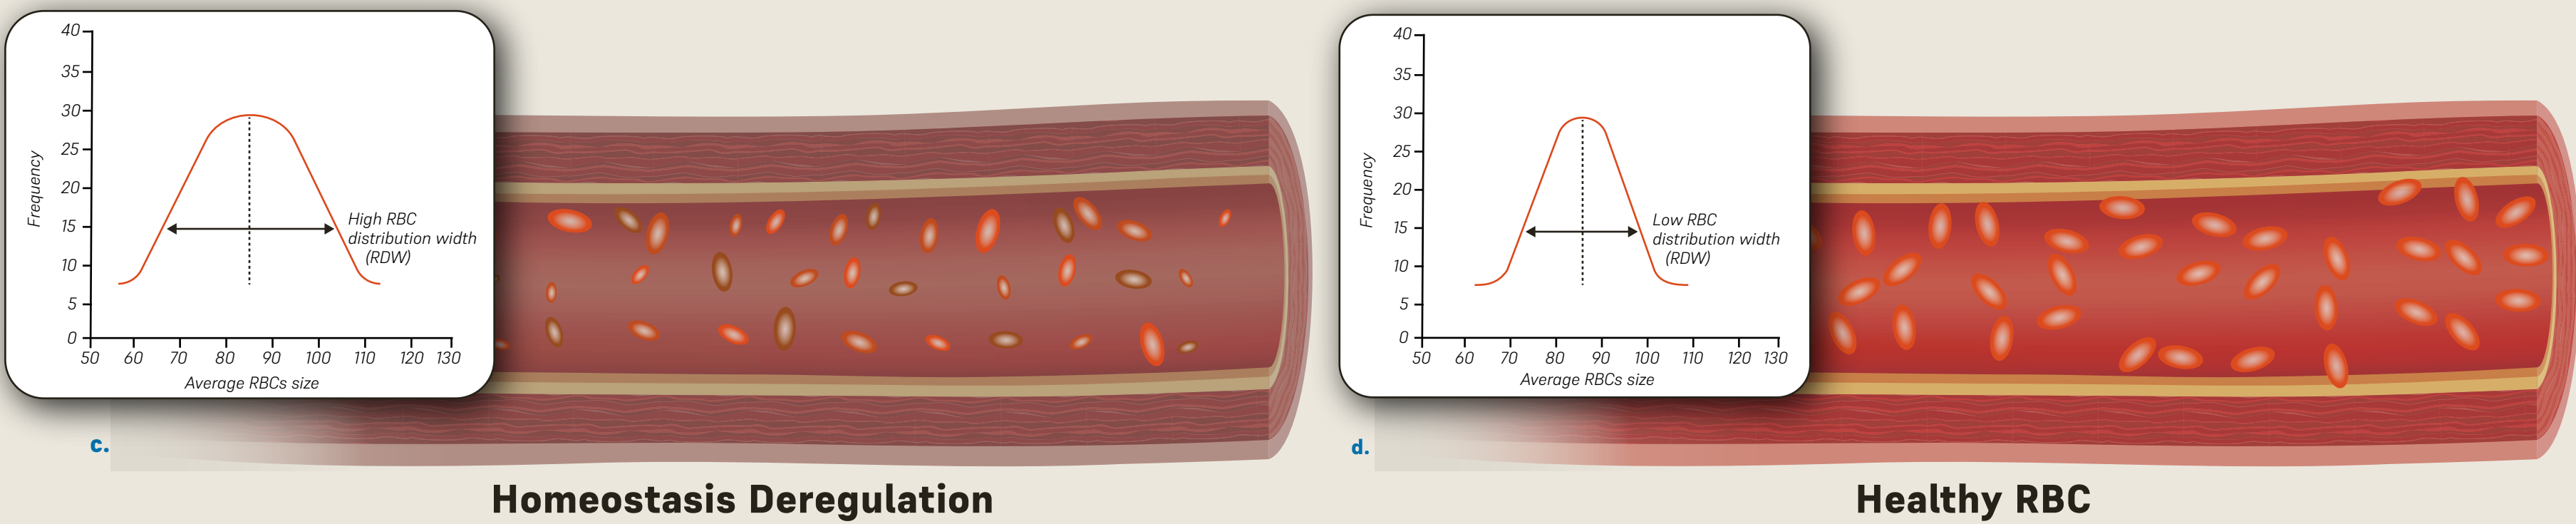 40
35
30
25
20
15
10
5
0
Frequency
High RBC
distribution width
(RDW)
50 60 70 80 90 100 110 120 130
Average RBCs size
c.
Homeostasis Deregulation
40
35
30
25
20
15
10
5
0
Frequency
Low RBC
distribution width
(RDW)
50 60 70 80 90 100 110 120 130
Average RBCs size
d.
Healthy RBC